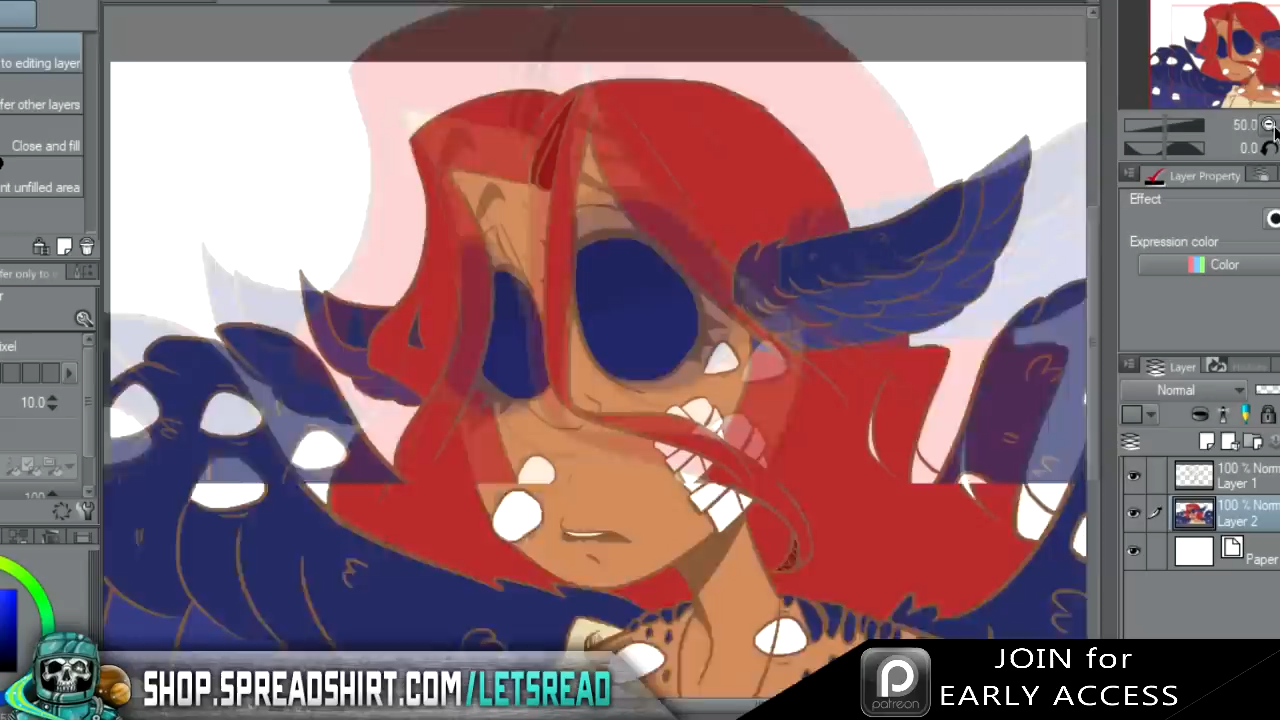 to editing layer
fer other layers
Close and fill
nt unfilled area
fer only to e
r
ixel
10.0
100
50.0
0.0
Layer Property
Effect
Expression color
Color
Layer
Normal
100 % Norm
Layer 1
100 % Norm
Layer 2
Paper
SHOP.SPREADSHIRT.COM/LETSREAD
patreon
JOIN for
EARLY ACCESS